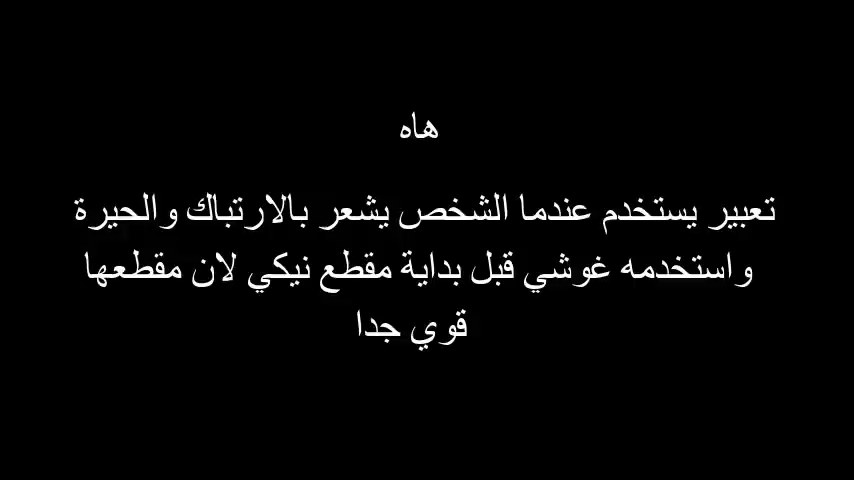 هاه
تعبير يستخدم عندما الشخص يشعر بالارتباك والحيرة
واستخدمه غوشي قبل بداية مقطع نيكي لان مقطعها
قوي جدا